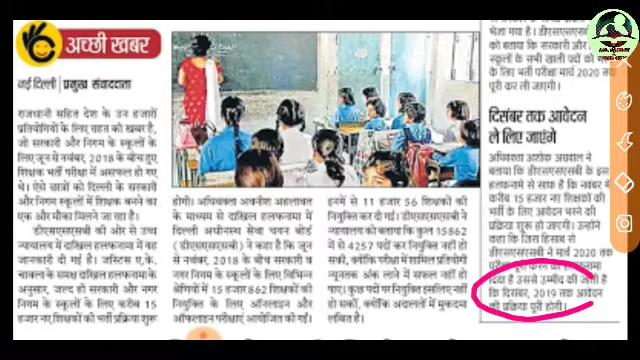 अच्छी खबर
नई दिल्ली | प्रमुख संवाददाता
राजधानी सहित देश के उन हजारों
प्रतियोगियों के लिए राहत की खबर है,
जो सरकारी और निगम के स्कूलों के
लिए जून से नवंबर, 2018 के बीच हुए
शिक्षक भर्ती परीक्षा में असफल हो गए
थे। ऐसे छात्रों को दिल्ली के सरकारी
और निगम स्कूलों में शिक्षक बनने का
एक और मौका मिलने जा रहा है।
डीएसएसएसबी की ओर से उच्च
न्यायालय में दाखिल हलफनामा में यह
जानकारी दी गई है। जस्टिस ए.के.
चावला के समक्ष दाखिल हलफनामा के
अनुसार, जल्द ही सरकारी और नगर
निगम के स्कूलों के लिए करीब 15
हजार नए शिक्षकों की भर्ती प्रक्रिया शुरू
होगी। अधिवक्ता अवनीश अहलावत
के माध्यम से दाखिल हलफनामा में
दिल्ली अधीनस्थ सेवा चयन बोर्ड
(डीएसएसएसबी) ने कहा है कि जून
से नवंबर, 2018 के बीच सरकारी व
नगर निगम के स्कूलों के लिए विभिन्न
श्रेणियों में 15 हजार 862 शिक्षकों की
नियुक्ति के लिए ऑनलाइन और
ऑफलाइन परीक्षाएं आयोजित की गई।
इनमें से 11 हजार 56 शिक्षकों की
नियुक्ति कर दी गई। डीएसएसएसबी ने
न्यायालय को बताया कि कुल 15862
में से 4257 पदों पर नियुक्ति नहीं हो
सकी, क्योंकि परीक्षा में शामिल प्रतियोगी
न्यूनतम अंक लाने में सफल नहीं हो
पाए। कुछ पदों पर नियुक्ति इसलिए नहीं
हो सकी, क्योंकि अदालतों में मुकदमा
लंबित है।
भेजा गया है। डीएसएसएसबी
को बताया कि सरकारी और
स्कूलों के सभी खाली पदों को
के लिए भर्ती परीक्षा मार्च 2020 तक
पूरी कर ली जाएगी।
दिसंबर तक आवेदन
ले लिए जाएंगे
अधिवक्ता अशोक अग्रवाल ने
बताया कि डीएसएसएसबी के इस
हलफनामे से साफ है कि नवंबर में
करीब 15 हजार नए शिक्षकों की
भर्ती के लिए आवेदन भरने की
प्रक्रिया शुरू हो जाएगी। उन्होंने
कहा कि जिस हिसाब से
डीएसएसएसबी ने मार्च 2020 तक
दिया है उससे उम्मीद की जाती है
कि दिसंबर, 2019 तक आवेदन
की प्रक्रिया पूरी होगी।